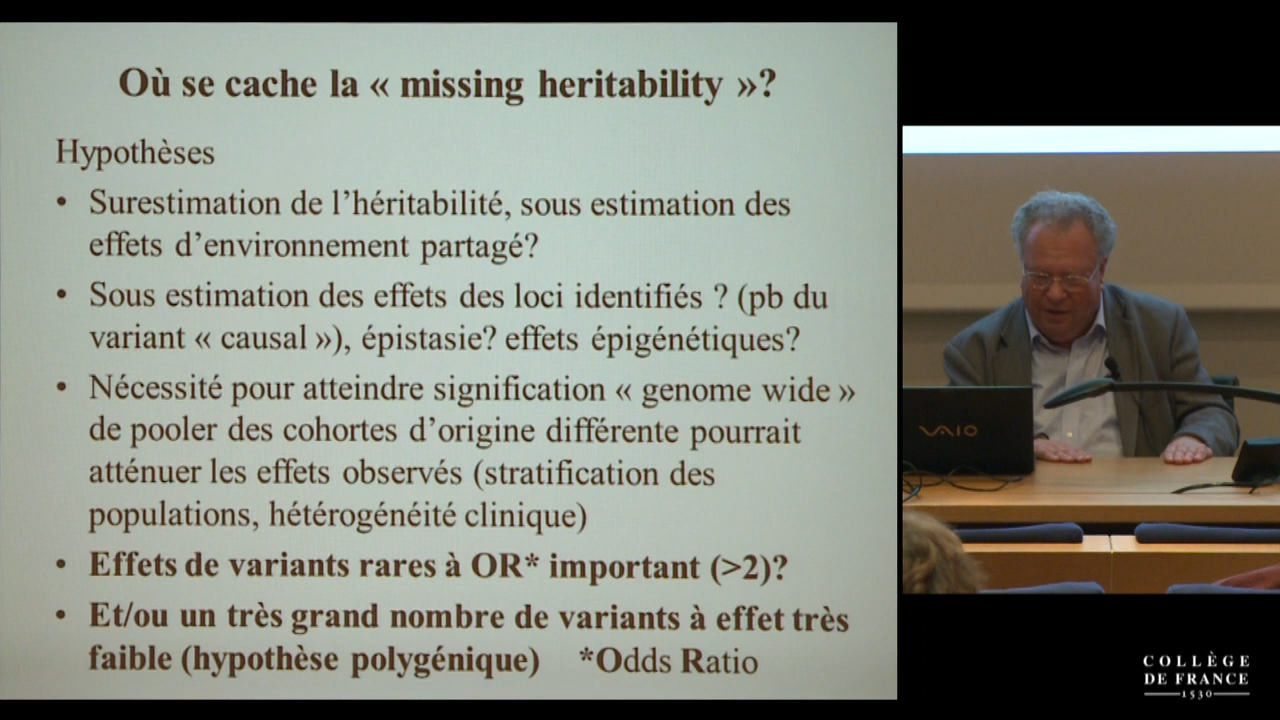 Où se cache la « missing heritability »?
Hypothèses
• Surestimation de l’héritabilité, sous estimation des
effets d’environnement partagé?
• Sous estimation des effets des loci identifiés ? (pb du
variant « causal »), épistasie? effets épigénétiques?
• Nécessité pour atteindre signification « genome wide »
de pooler des cohortes d’origine différente pourrait
atténuer les effets observés (stratification des
populations, hétérogénéité clinique)
• Effets de variants rares à OR* important (>2)?
• Et/ou un très grand nombre de variants à effet très
faible (hypothèse polygénique) *Odds Ratio
VAIO
COLLÈGE
DE FRANCE
1530